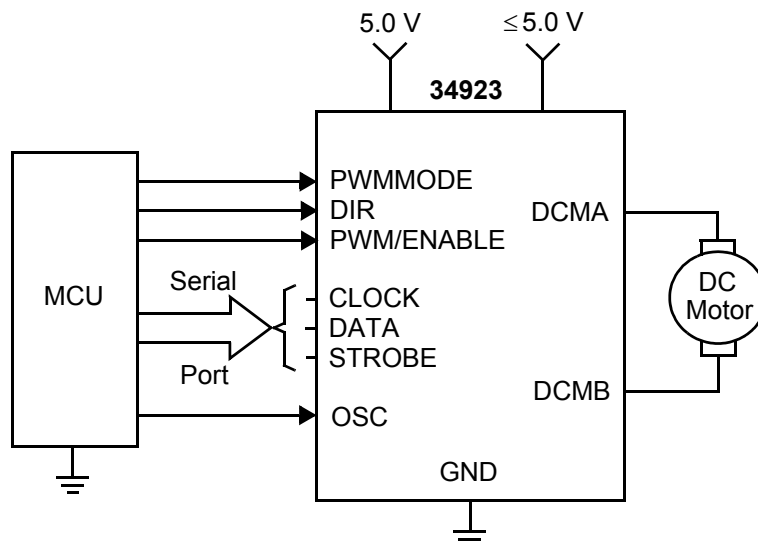 5.0 V
≤ 5.0 V
34923
MCU
PWMMODE
DIR
PWM/ENABLE
Serial
Port
CLOCK
DATA
STROBE
OSC
GND
DCMA
DCMB
DC
Motor